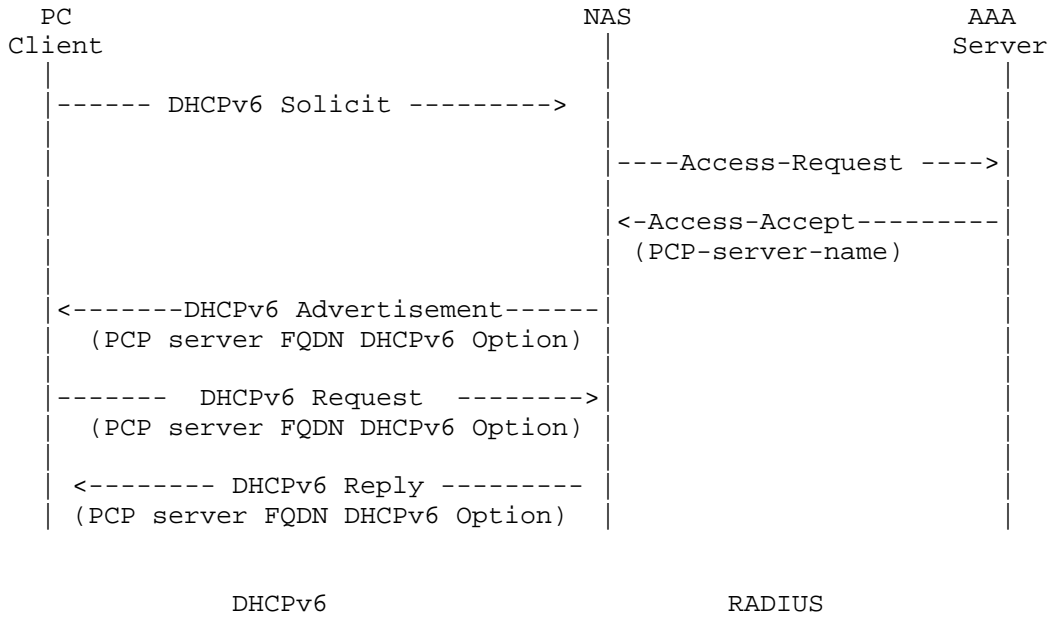 PC NAS AAA
Client Server
------ DHCPv6 Solicit --------->
----Access-Request ---->
<-Access-Accept---------
(PCP-server-name)
<-------DHCPv6 Advertisement------
(PCP server FQDN DHCPv6 Option)
------- DHCPv6 Request -------->
(PCP server FQDN DHCPv6 Option)
<-------- DHCPv6 Reply ---------
(PCP server FQDN DHCPv6 Option)
DHCPv6 RADIUS